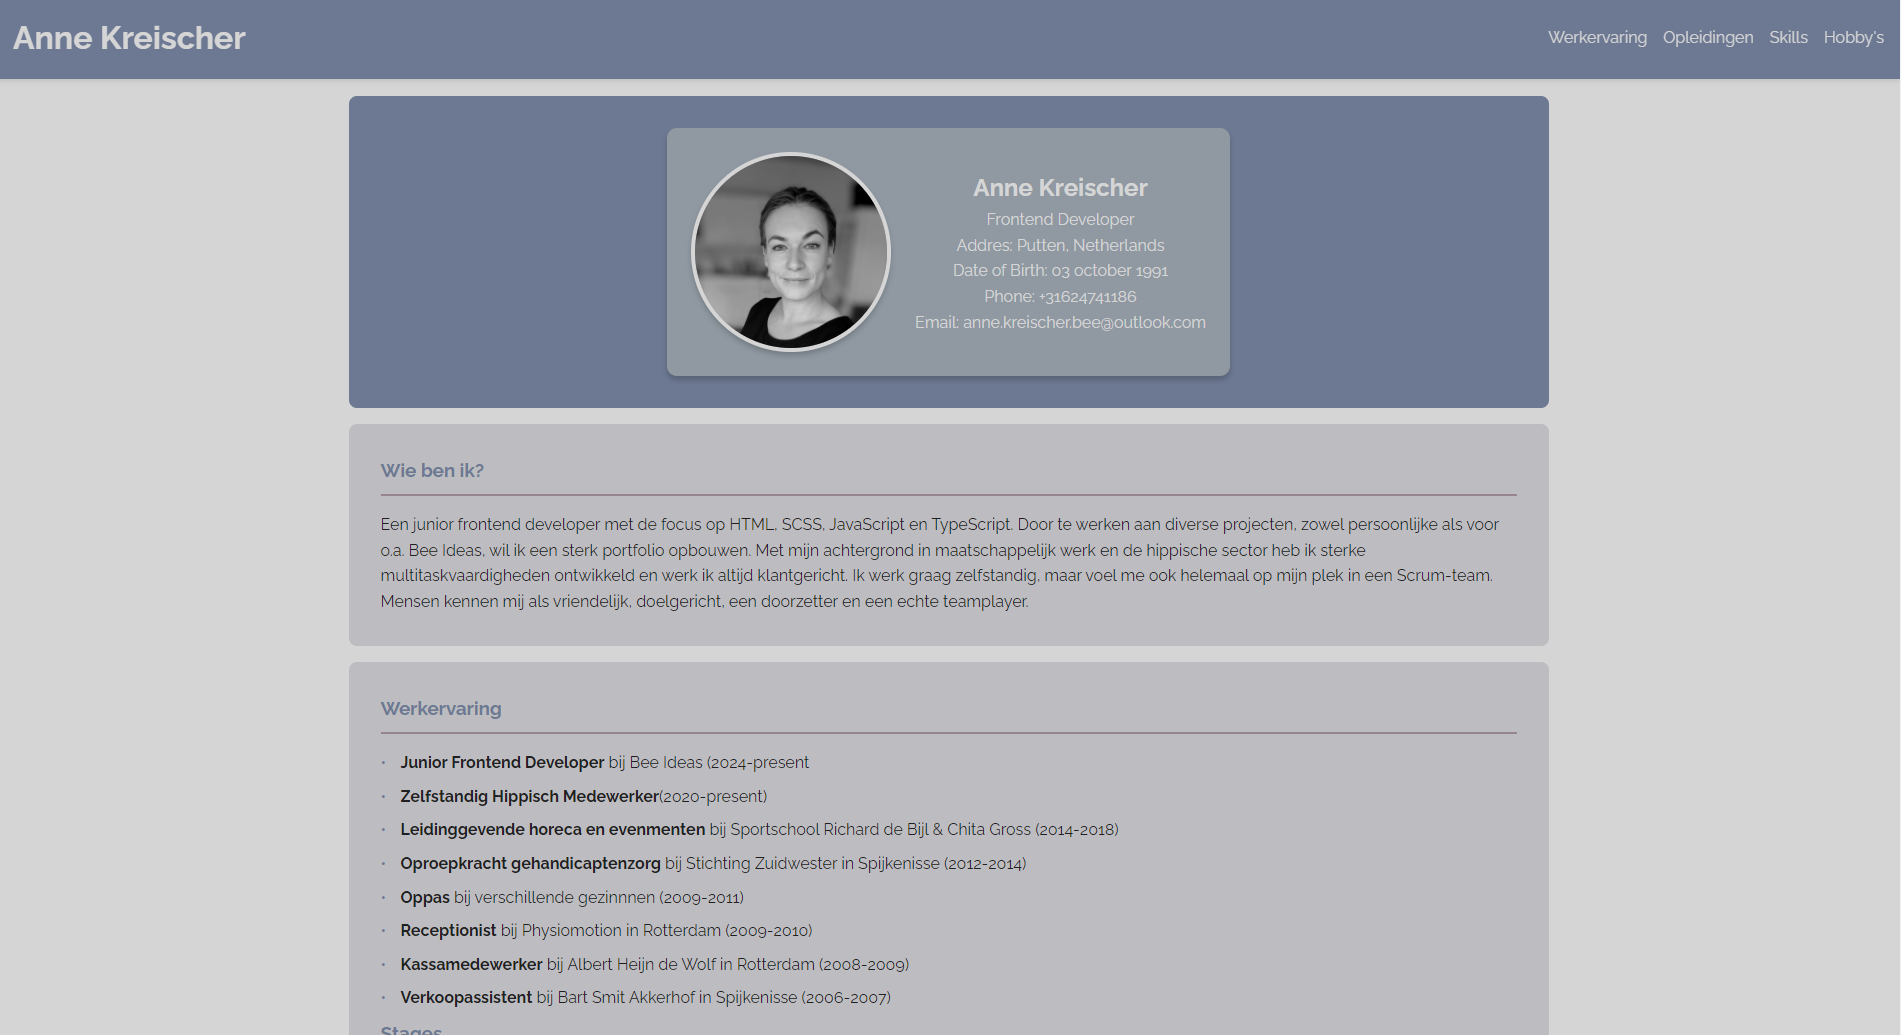 Anne Kreischer
Werkervaring Opleidingen Skills Hobby's
Anne Kreischer
Frontend Developer
Addres: Putten, Netherlands
Date of Birth: 03 october 1991
Phone: +31624741186
Email: anne.kreischer.bee@outlook.com
Wie ben ik?
Een junior frontend developer met de focus op HTML, SCSS, JavaScript en TypeScript. Door te werken aan diverse projecten, zowel persoonlijke als voor
o.a. Bee Ideas, wil ik een sterk portfolio opbouwen. Met mijn achtergrond in maatschappelijk werk en de hippische sector heb ik sterke
multitaskvaardigheden ontwikkeld en werk ik altijd klantgericht. Ik werk graag zelfstandig, maar voel me ook helemaal op mijn plek in een Scrum-team.
Mensen kennen mij als vriendelijk, doelgericht, een doorzetter en een echte teamplayer.
Werkervaring
• Junior Frontend Developer bij Bee Ideas (2024-present
• Zelfstandig Hippisch Medewerker(2020-present)
• Leidinggevende horeca en evenmenten bij Sportschool Richard de Bijl & Chita Gross (2014-2018)
• Oproepkracht gehandicaptenzorg bij Stichting Zuidwester in Spijkenisse (2012-2014)
• Oppas bij verschillende gezinnnen (2009-2011)
• Receptionist bij Physiomotion in Rotterdam (2009-2010)
• Kassamedewerker bij Albert Heijn de Wolf in Rotterdam (2008-2009)
• Verkoopassistent bij Bart Smit Akkerhof in Spijkenisse (2006-2007)
Stages